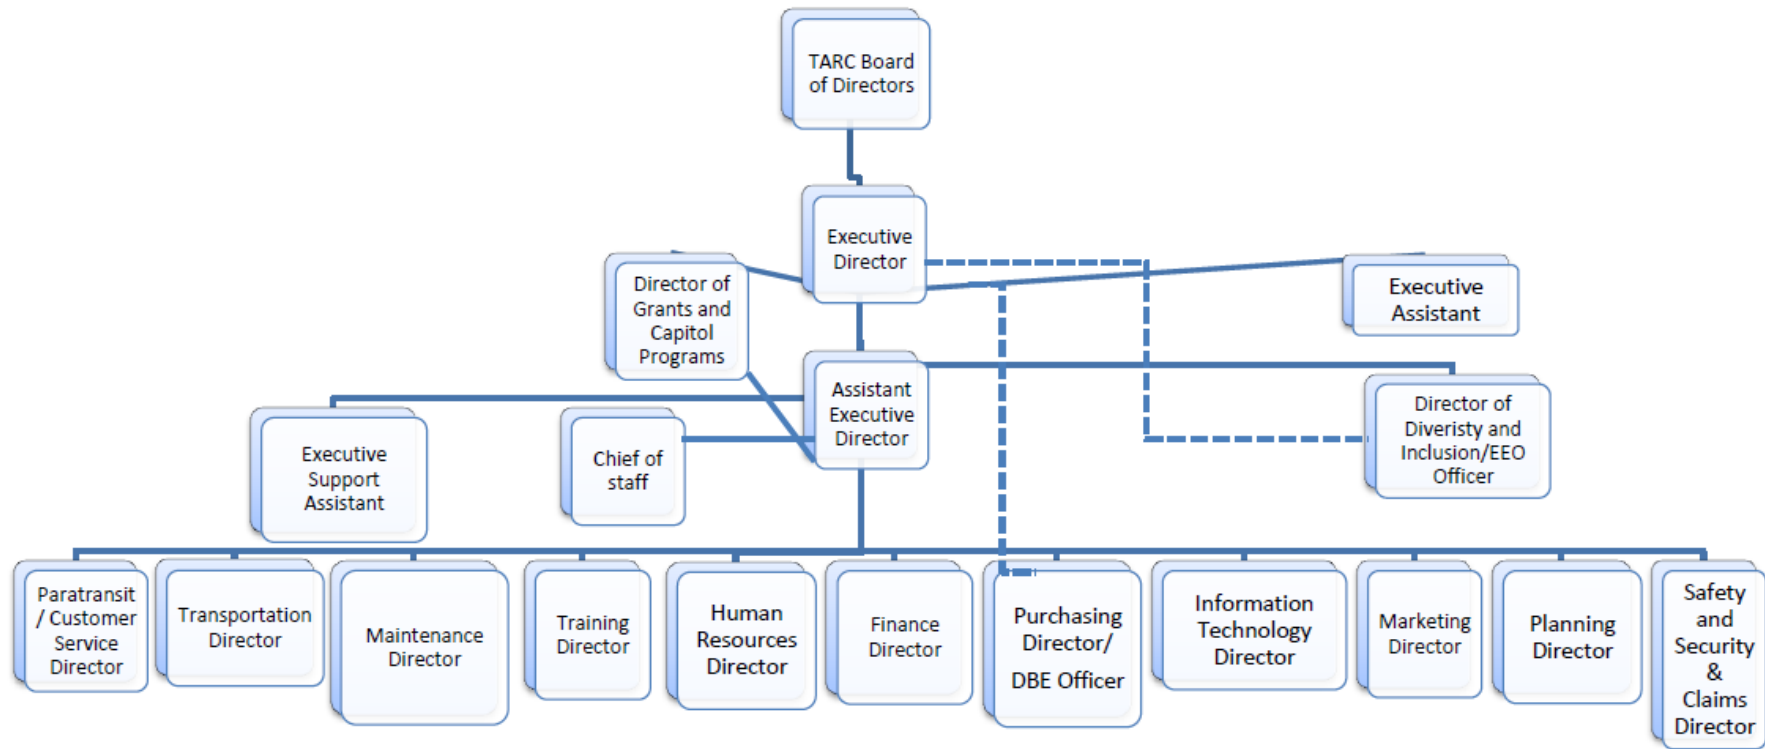 TARC Board
of Directors
Executive
Director
Director of
Grants and
Capitol
Programs
Executive
Assistant
Assistant
Executive
Director
Executive
Support
Assistant
Chief of
staff
Director of
Diveristy and
Inclusion/EEO
Officer
Paratransit
/ Customer
Service
Director
Transportation
Director
Maintenance
Director
Training
Director
Human
Resources
Director
Finance
Director
Purchasing
Director/
DBE Officer
Information
Technology
Director
Marketing
Director
Planning
Director
Safety
and
Security
&
Claims
Director